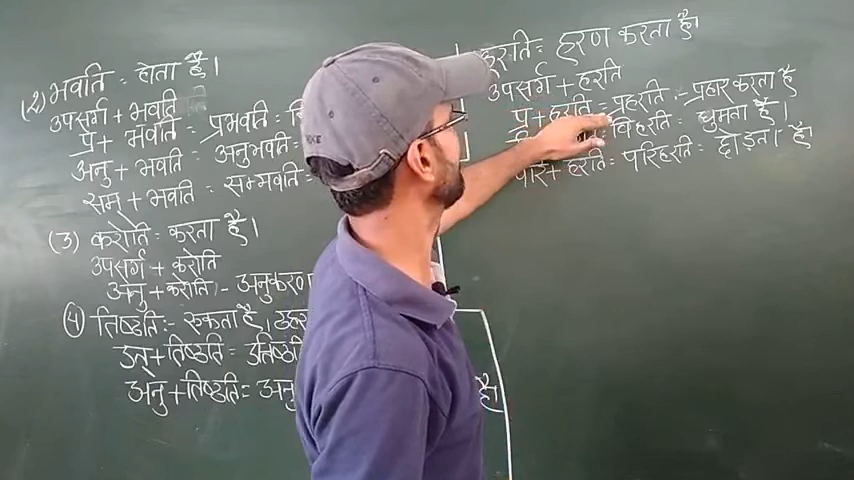 (2) भवति = होता है।
उपसर्ग + भवति
प्र + भवति = प्रभवति =
अनु + भवति = अनुभवति =
सम् + भवति = सम्भवति =
(3) करोति = करता है।
उपसर्ग + करोति
अनु + करोति - अनुकरण
(4) तिष्ठति :- रुकता है,
उत् + तिष्ठति = उतिष्ठति
अनु + तिष्ठति = अनु
है।
हरति = हरण करता है।
उपसर्ग + हरति
प्र + हरति = प्रहरति - प्रहार करता है
विहरति = घुमता है।
परि + हरति = परिहरति = छोड़ता है।